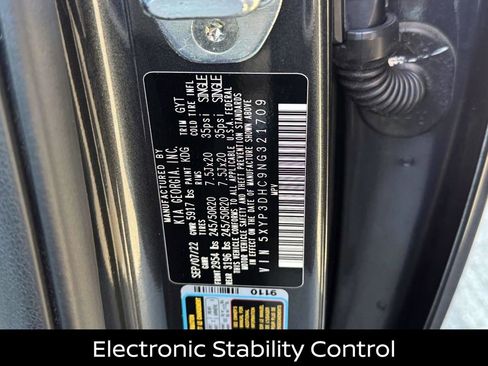 MANUFACTURED BY
KIA GEORGIA, INC.
SEP/07/22 GVWR 5917 lbs PAINT KDG TRIM GYT
GAWR TIRES RIMS COLD TIRE INFL
FRONT 2954 lbs 245/50R20 7.5JX20 35psi SINGLE
REAR 3196 lbs 245/50R20 7.5JX20 35psi SINGLE
THIS VEHICLE CONFORMS TO ALL APPLICABLE U.S.A. FEDERAL
MOTOR VEHICLE SAFETY AND THEFT PREVENTION STANDARDS
IN EFFECT ON THE DATE OF MANUFACTURE SHOWN ABOVE
MPV
VIN 5XYP3DHC9NG321709
9110
Electronic Stability Control